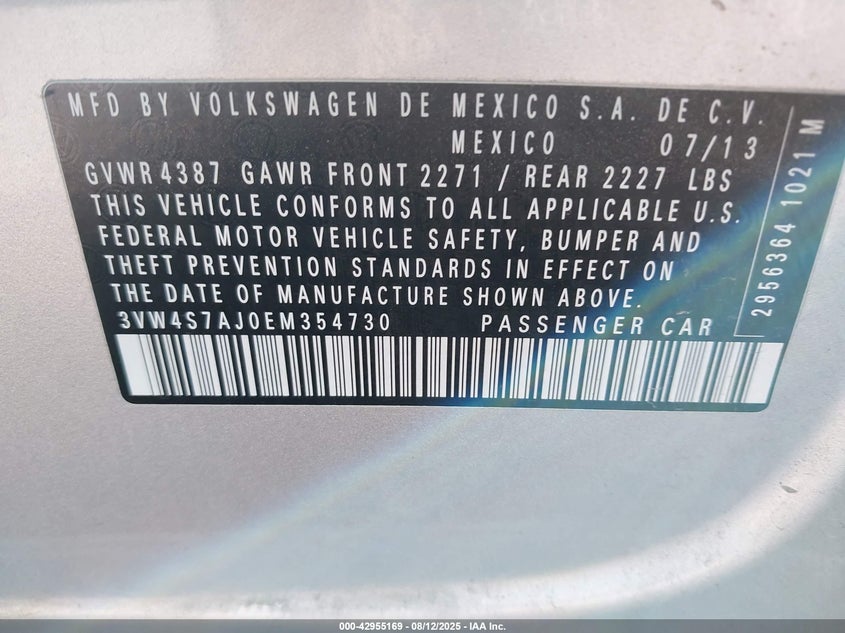 MFD BY VOLKSWAGEN DE MEXICO S.A. DE C.V.
MEXICO 07/13
GVWR 4387 GAWR FRONT 2271 / REAR 2227 LBS
THIS VEHICLE CONFORMS TO ALL APPLICABLE U.S.
FEDERAL MOTOR VEHICLE SAFETY, BUMPER AND
THEFT PREVENTION STANDARDS IN EFFECT ON
THE DATE OF MANUFACTURE SHOWN ABOVE.
3VW4S7AJ0EM354730 PASSENGER CAR
2956364 1021 M
000-42955169 - 08/12/2025 - IAA Inc.